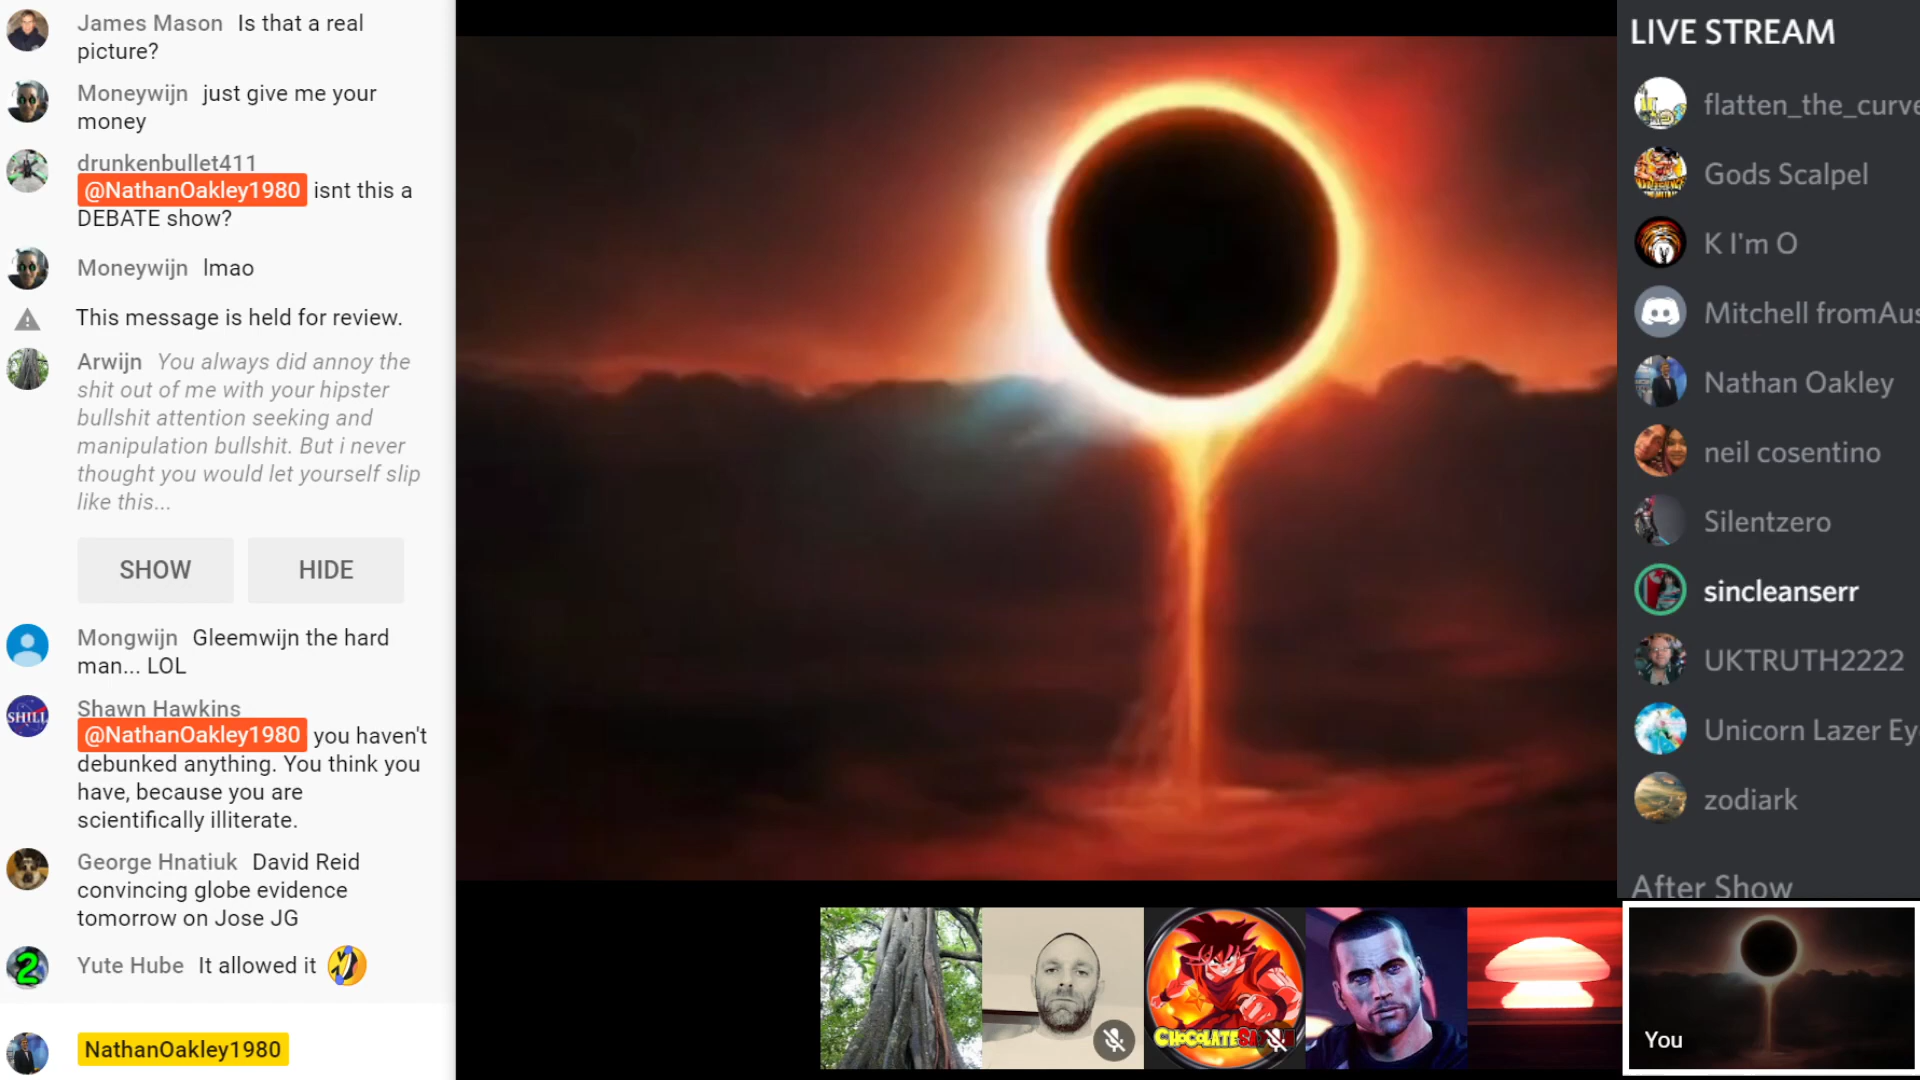 James Mason Is that a real
picture?
Moneywijn just give me your
money
drunkenbullet411
@NathanOakley1980 isnt this a
DEBATE show?
Moneywijn lmao
This message is held for review.
Arwijn You always did annoy the
shit out of me with your hipster
bullshit attention seeking and
manipulation bullshit. But i never
thought you would let yourself slip
like this...
SHOW HIDE
Mongwijn Gleemwijn the hard
man... LOL
SHILL
Shawn Hawkins
@NathanOakley1980 you haven't
debunked anything. You think you
have, because you are
scientifically illiterate.
George Hnatiuk David Reid
convincing globe evidence
tomorrow on Jose JG
2
Yute Hube It allowed it
NathanOakley1980
LIVE STREAM
flatten_the_curve
Gods Scalpel
K I'm O
Mitchell fromAus
Nathan Oakley
neil cosentino
Silentzero
sincleanserr
UKTRUTH2222
Unicorn Lazer Ey
zodiark
After Show
CHOCOLATE
You